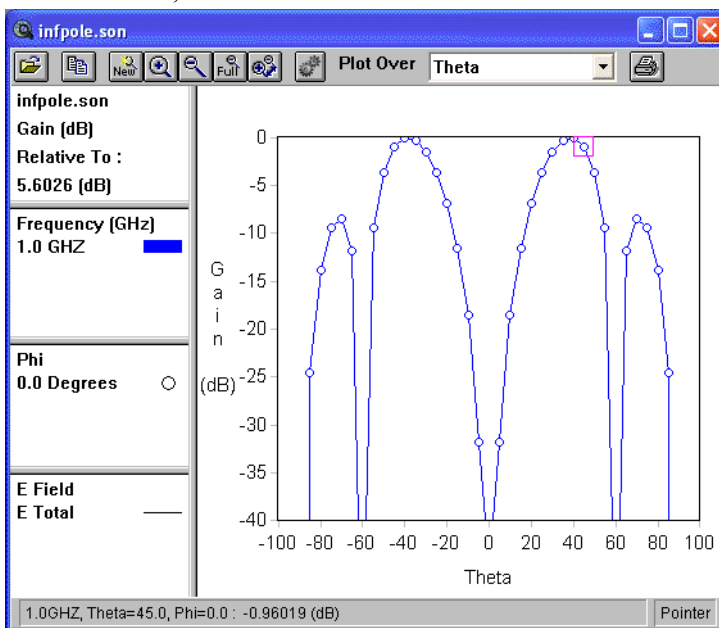 infpole.son
New Full Plot Over Theta
infpole.son
Gain (dB)
Relative To :
5.6026 (dB)
Frequency (GHz)
1.0 GHZ
Phi
0.0 Degrees
E Field
E Total
Gain
(dB)
0
-5
-10
-15
-20
-25
-30
-35
-40
-100 -80 -60 -40 -20 0 20 40 60 80 100
Theta
1.0GHZ, Theta=45.0, Phi=0.0 : -0.96019 (dB)
Pointer